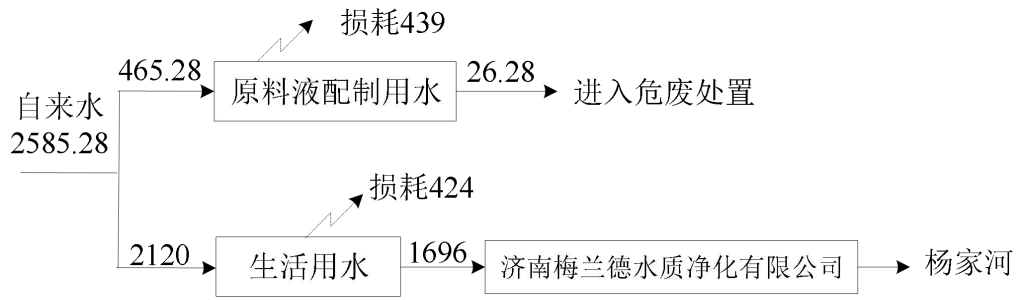 损耗439
465.28
原料液配制用水
26.28
进入危废处置
自来水
2585.28
损耗424
2120
生活用水
1696
济南梅兰德水质净化有限公司
杨家河